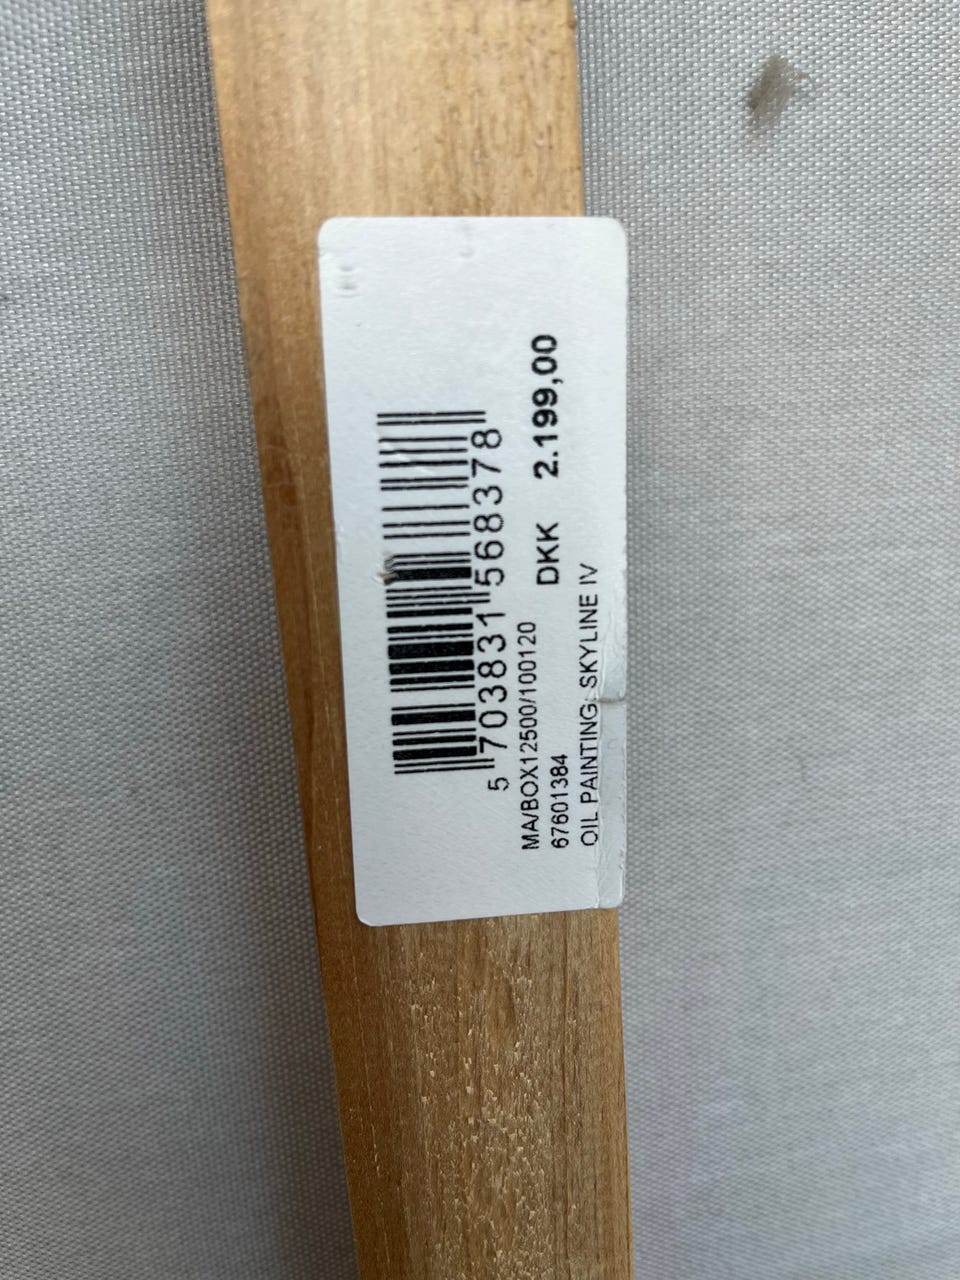 5 703831 568378
MA/BOX12500/100120
67601384 DKK 2.199,00
OIL PAINTING, SKYLINE IV